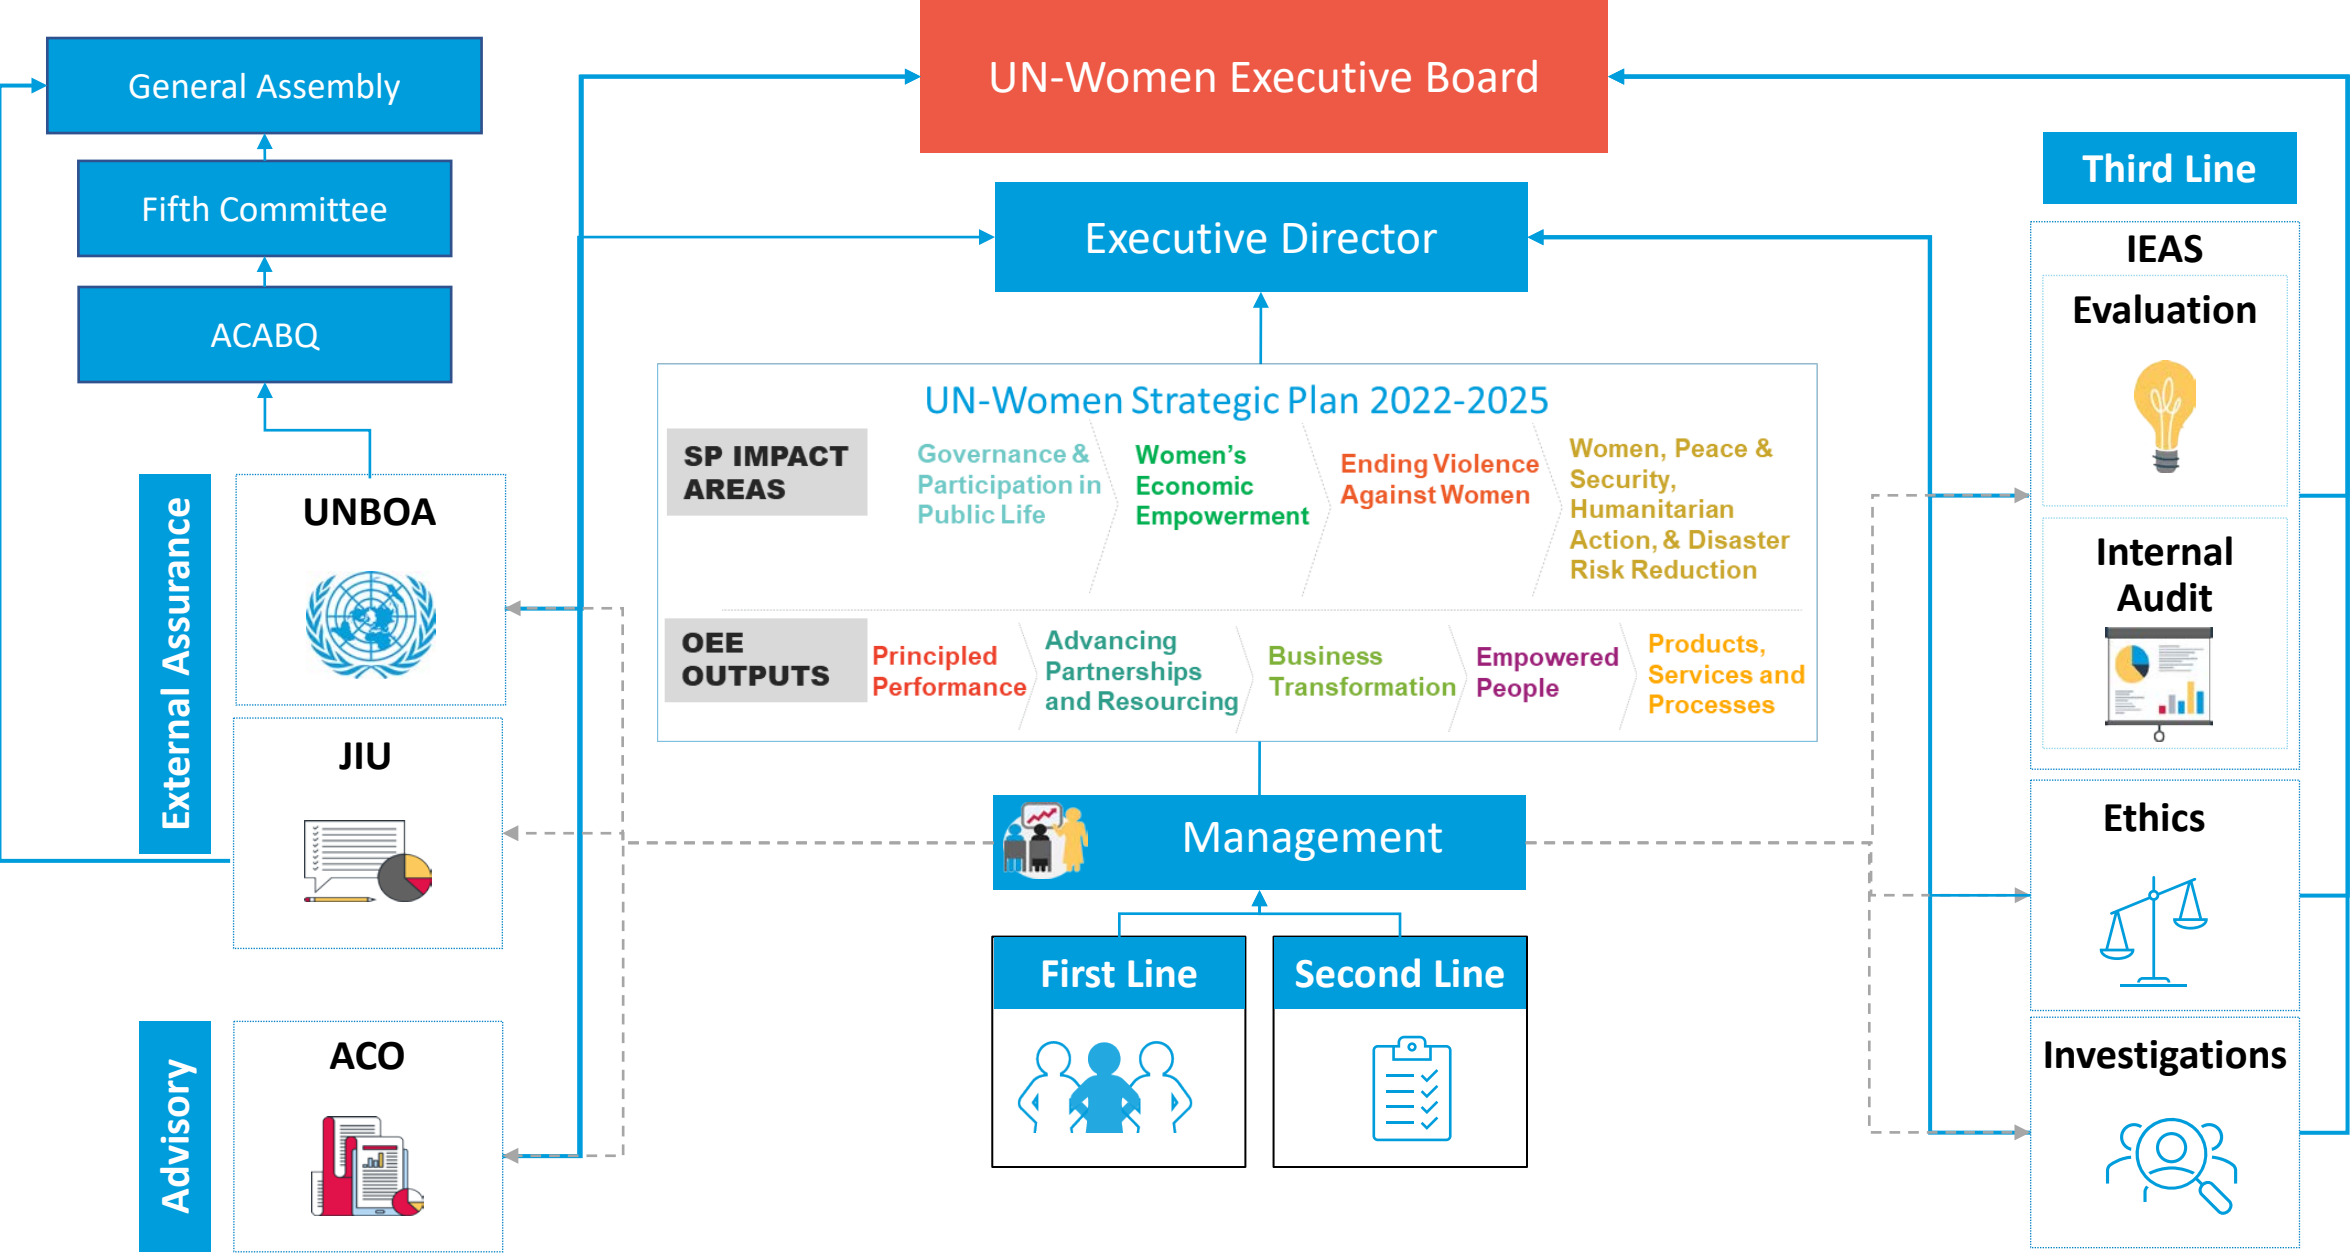 UN-Women Executive Board
General Assembly
Fifth Committee
ACABQ
Executive Director
Third Line
IEAS
Evaluation
Internal
Audit
Ethics
Investigations
UN-Women Strategic Plan 2022-2025
SP IMPACT
AREAS
Governance &
Participation in
Public Life
Women’s
Economic
Empowerment
Ending Violence
Against Women
Women, Peace &
Security,
Humanitarian
Action, & Disaster
Risk Reduction
OEE
OUTPUTS
Principled
Performance
Advancing
Partnerships
and Resourcing
Business
Transformation
Empowered
People
Products,
Services and
Processes
External Assurance
UNBOA
JIU
Management
First Line
Second Line
Advisory
ACO